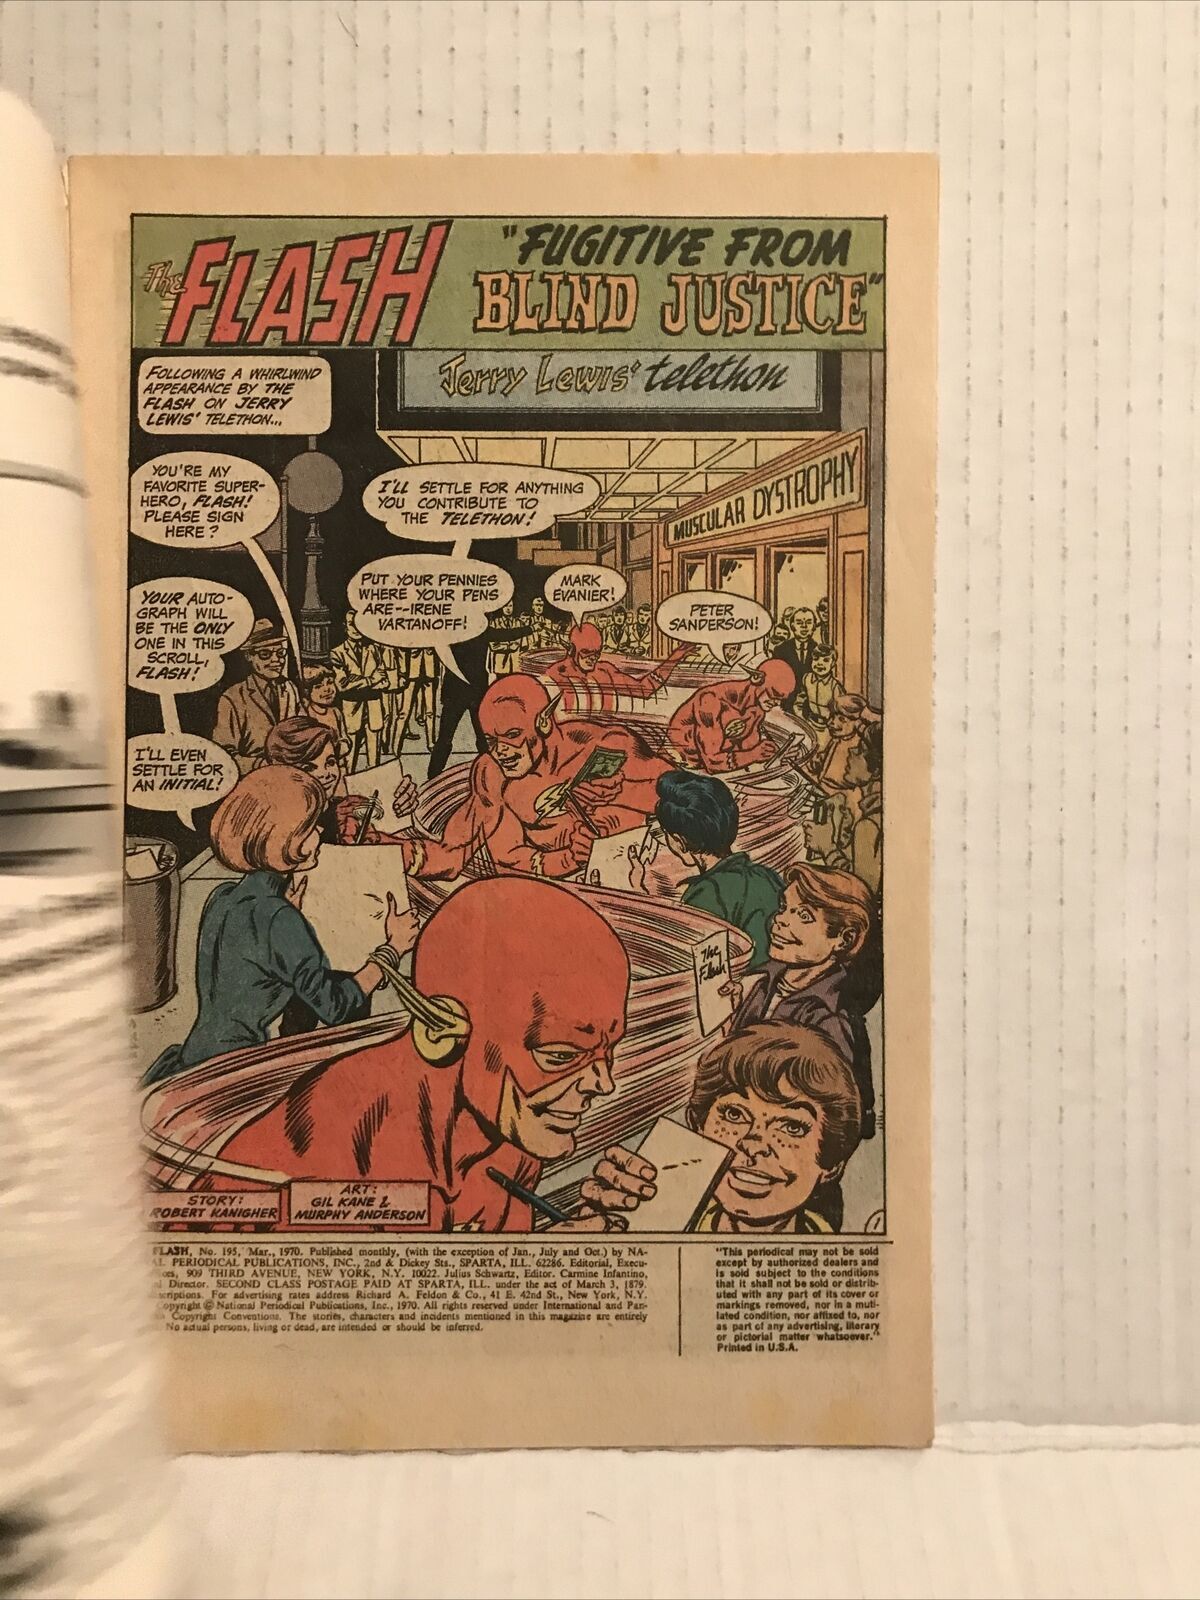 The FLASH
"FUGITIVE FROM
BLIND JUSTICE"
Jerry Lewis' telethon
FOLLOWING A WHIRLWIND
APPEARANCE BY THE
FLASH ON JERRY
LEWIS' TELETHON...
YOU'RE MY
FAVORITE SUPER-
HERO, FLASH!
PLEASE SIGN
HERE?
I'LL SETTLE FOR ANYTHING
YOU CONTRIBUTE TO
THE TELETHON!
MUSCULAR DYSTROPHY
YOUR AUTO-
GRAPH WILL
BE THE ONLY
ONE IN THIS
SCROLL,
FLASH!
PUT YOUR PENNIES
WHERE YOUR PENS
ARE--IRENE
VARTANOFF!
MARK
EVANIER!
PETER
SANDERSON!
I'LL EVEN
SETTLE FOR
AN INITIAL!
The
Flash
STORY:
ROBERT KANIGHER
ART:
GIL KANE &
MURPHY ANDERSON
1
FLASH, No. 195, Mar., 1970. Published monthly, (with the exception of Jan., July and Oct.) by NA-
PERIODICAL PUBLICATIONS, INC., 2nd & Dickey Sts., SPARTA, ILL. 62286. Editorial, Execu-
909 THIRD AVENUE, NEW YORK, N.Y. 10022. Julius Schwartz, Editor. Carmine Infantino,
Director. SECOND CLASS POSTAGE PAID AT SPARTA, ILL. under the act of March 3, 1879.
For advertising rates address Richard A. Feldon & Co., 41 E. 42nd St., New York, N.Y.
Copyright © National Periodical Publications, Inc., 1970. All rights reserved under International and Pan-
Copyright Conventions. The stories, characters and incidents mentioned in this magazine are entirely
No actual persons, living or dead, are intended or should be inferred.
"This periodical may not be sold
except by authorized dealers and
is sold subject to the conditions
that it shall not be sold or distrib-
uted with any part of its cover or
markings removed, nor in a muti-
lated condition, nor affixed to, nor
as part of any advertising, literary
or pictorial matter whatsoever."
Printed in U.S.A.